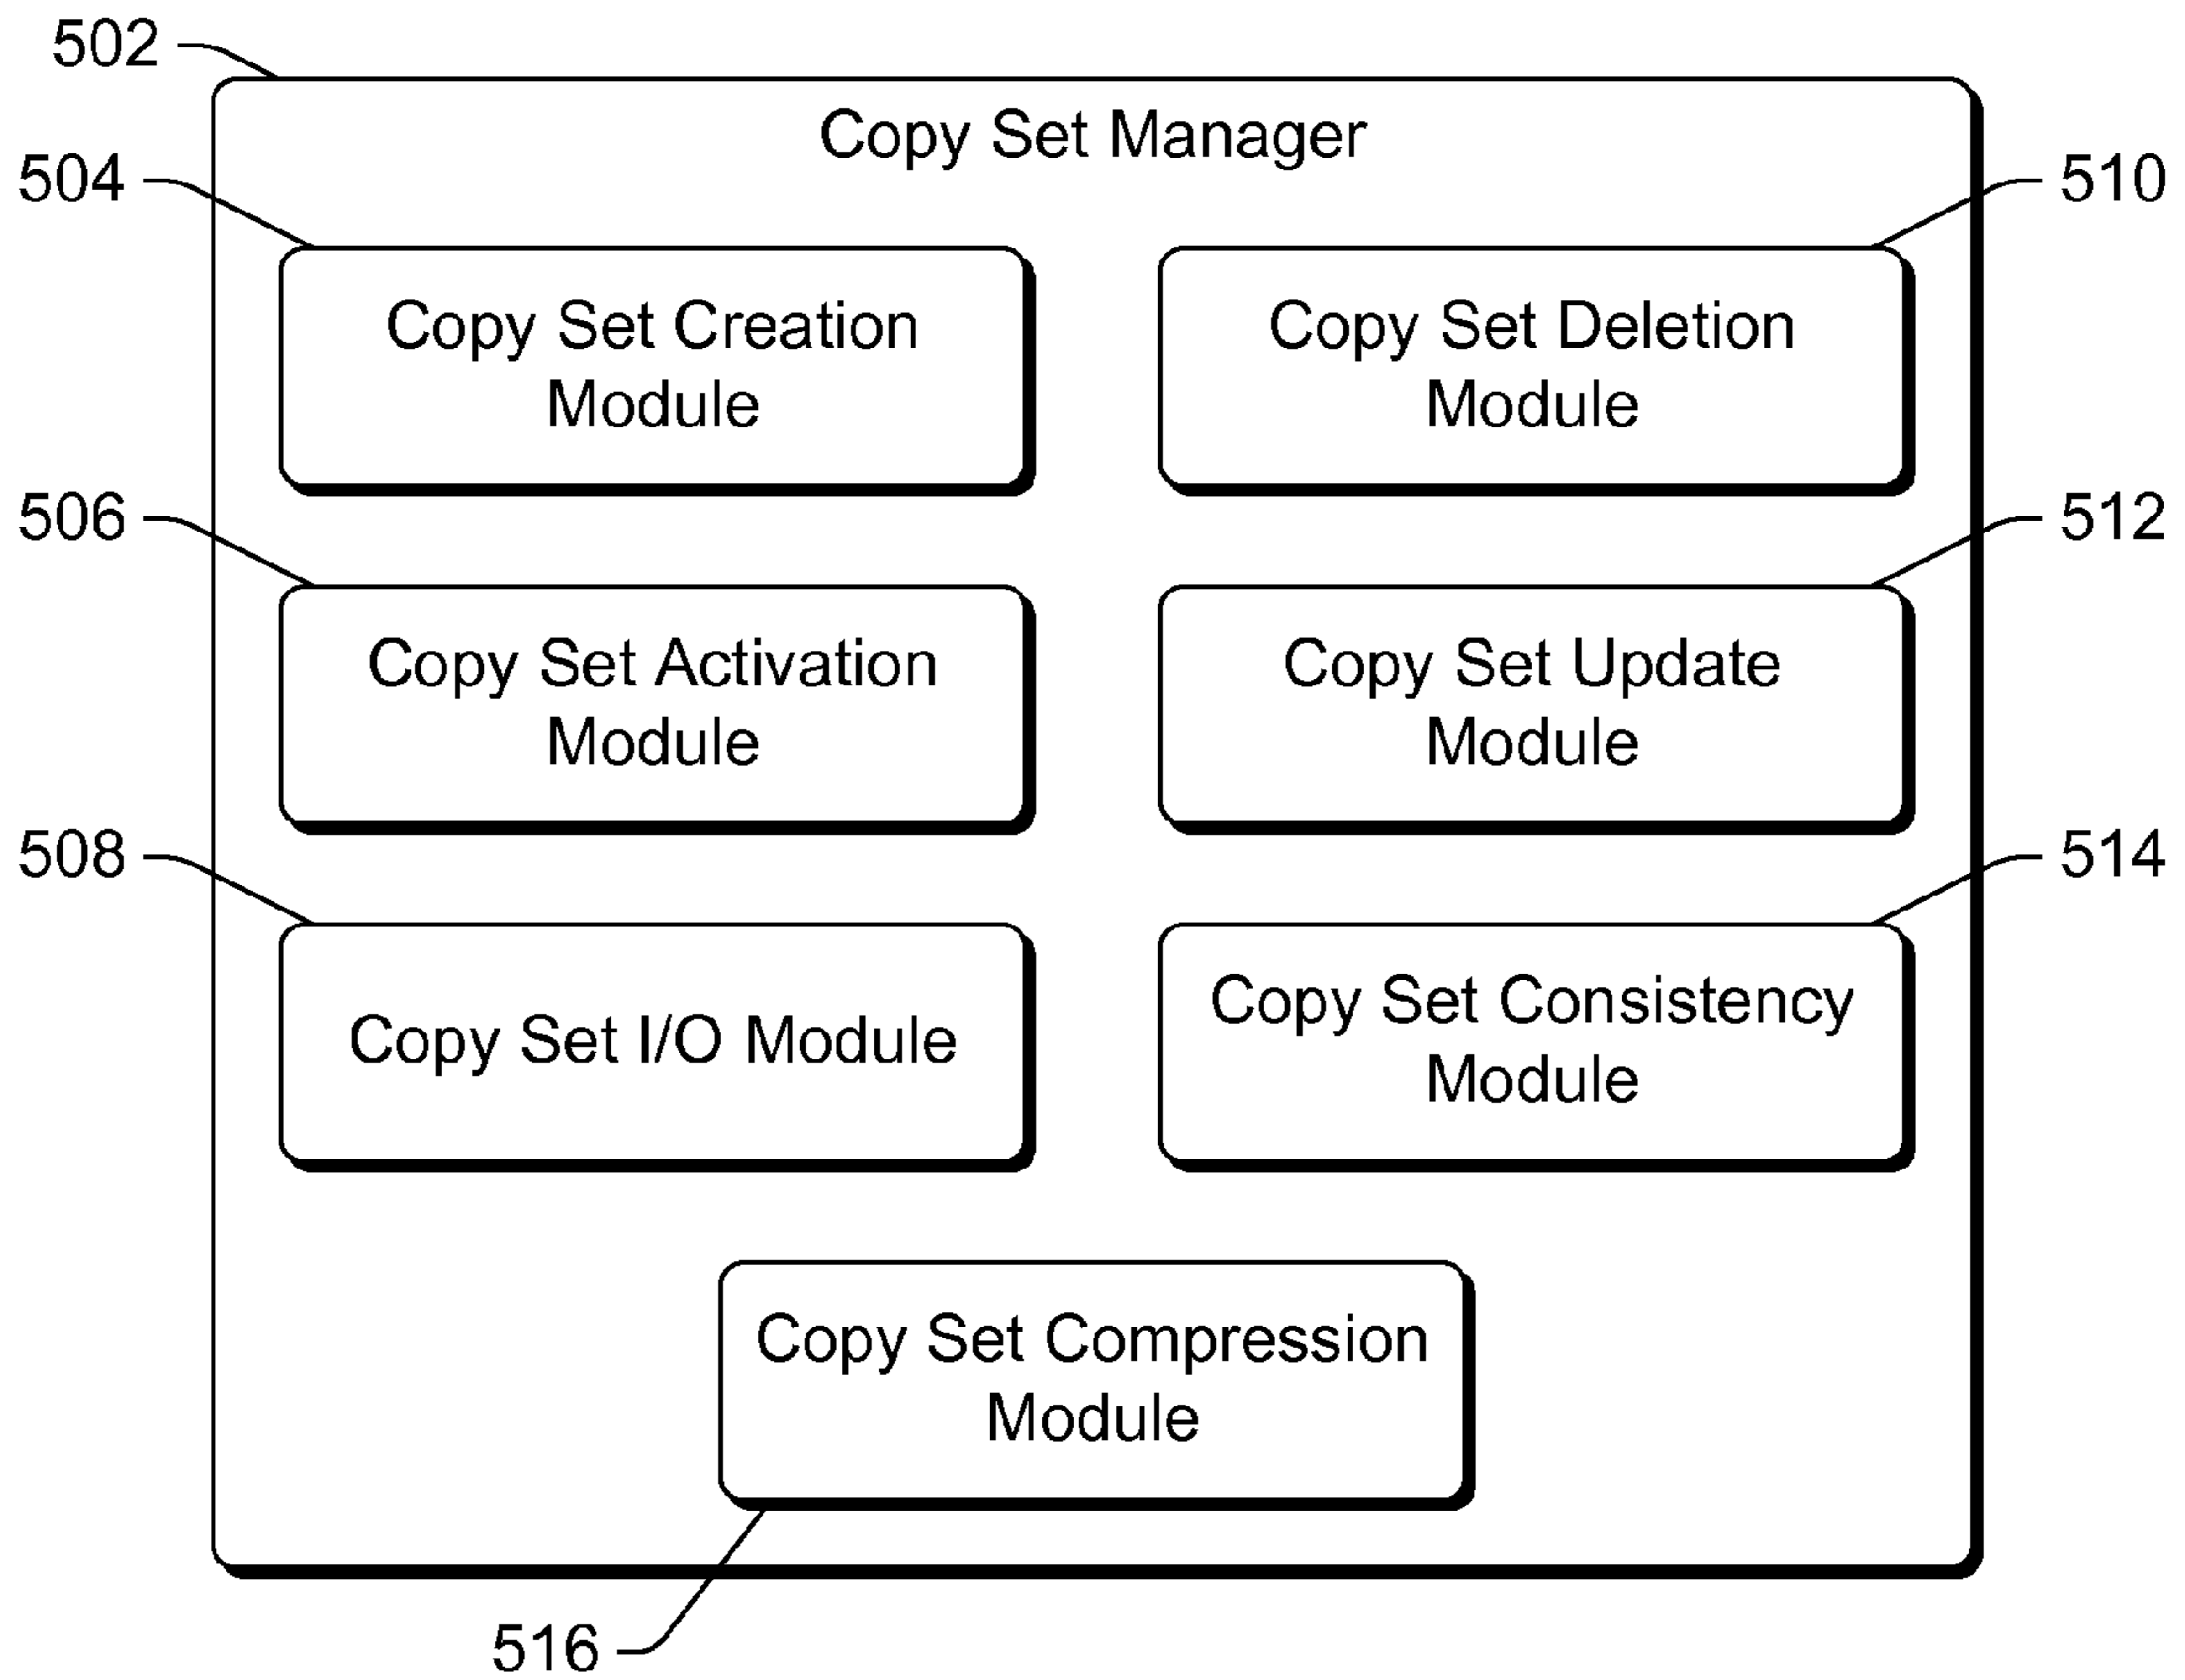 502
Copy Set Manager
504
510
Copy Set Creation
Module
Copy Set Deletion
Module
506
512
Copy Set Activation
Module
Copy Set Update
Module
508
514
Copy Set I/O Module
Copy Set Consistency
Module
Copy Set Compression
Module
516